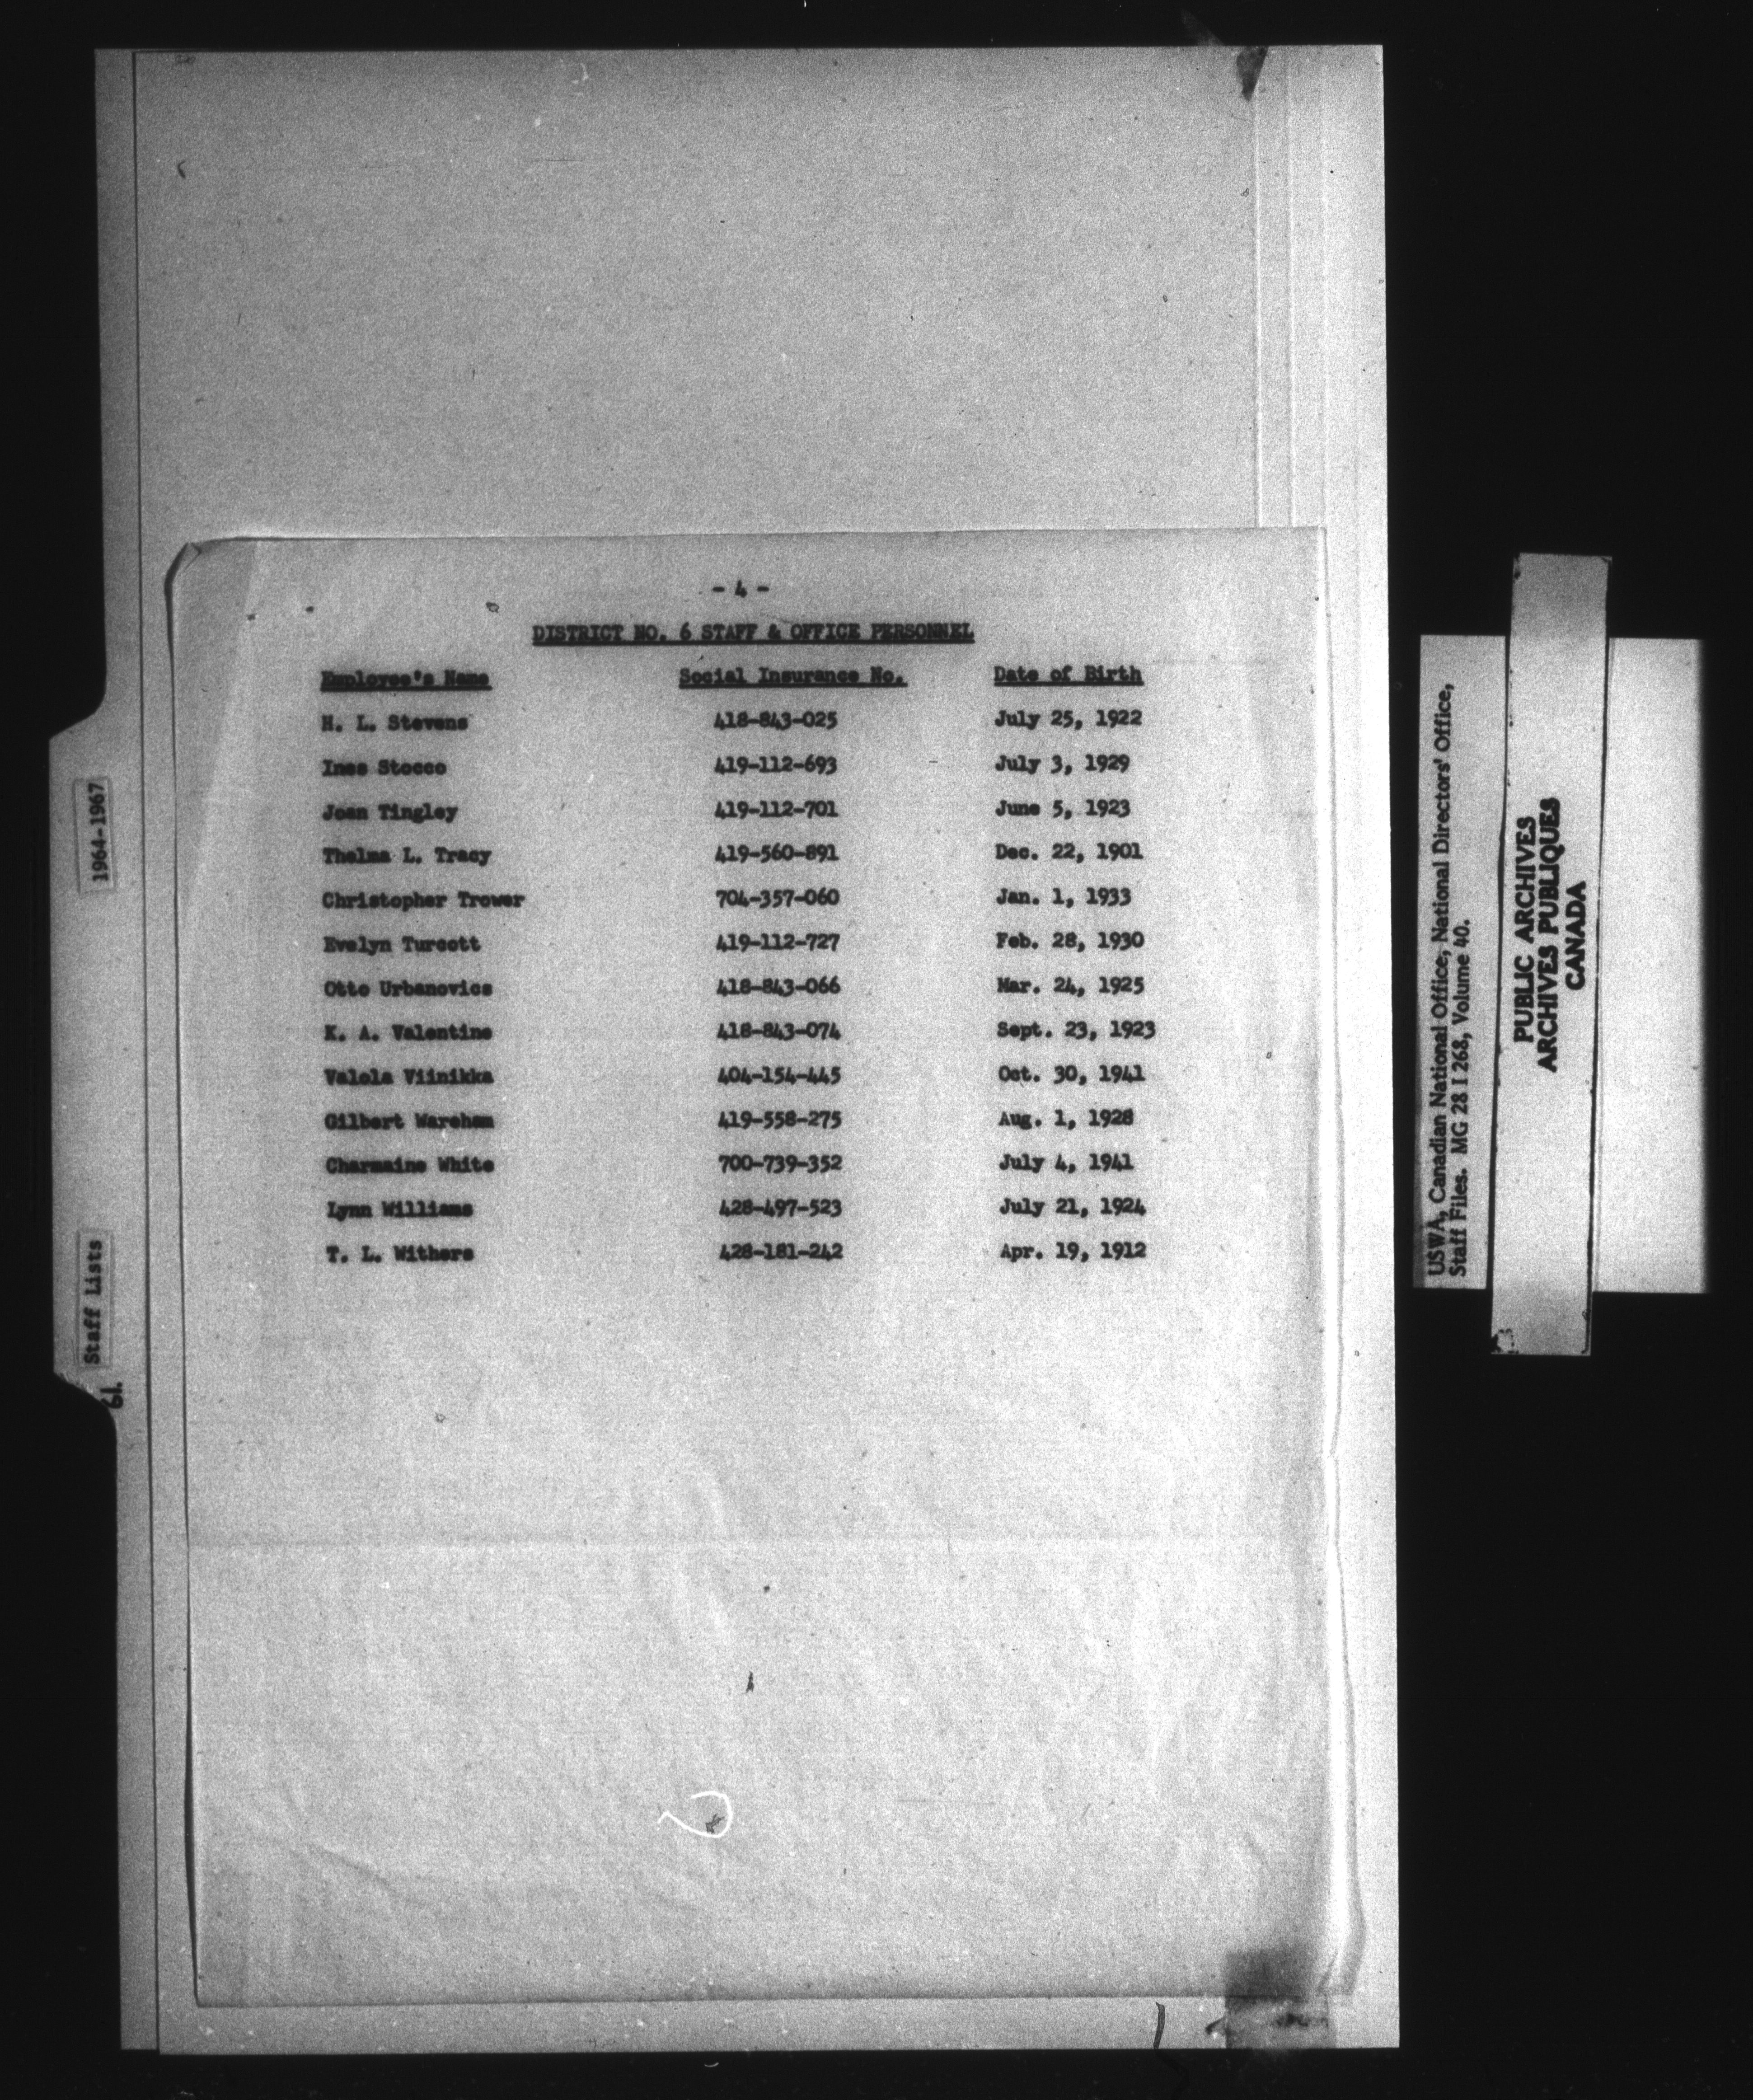 - 4 -
DISTRICT NO. 6 STAFF & OFFICE PERSONNEL
Employee's Name Social Insurance No. Date of Birth
H. L. Stevens 418-843-025 July 25, 1922
Ines Stocco 419-112-693 July 3, 1929
Joan Tingley 419-112-701 June 5, 1923
Thelma L. Tracy 419-560-891 Dec. 22, 1901
Christopher Trower 704-357-060 Jan. 1, 1933
Evelyn Turcott 419-112-727 Feb. 28, 1930
Otto Urbanovics 418-843-066 Mar. 24, 1925
K. A. Valentine 418-843-074 Sept. 23, 1923
Valola Viinikka 404-154-445 Oct. 30, 1941
Gilbert Wareham 419-558-275 Aug. 1, 1928
Charmaine White 700-739-352 July 4, 1941
Lynn Williams 428-497-523 July 21, 1924
T. L. Withers 428-181-242 Apr. 19, 1912
61. Staff Lists 1964-1967
USWA, Canadian National Office, National Directors' Office,
Staff Files. MG 28 I 268, Volume 40.
PUBLIC ARCHIVES
ARCHIVES PUBLIQUES
CANADA